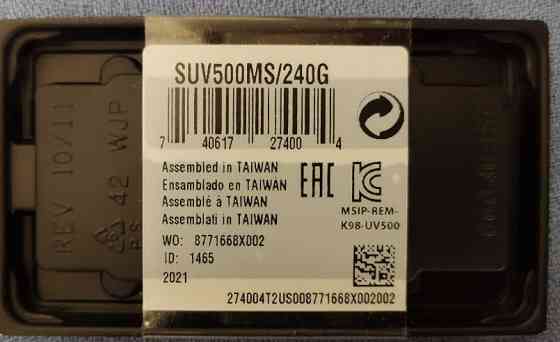 SUV500MS/240G
7 40617 27400 4
Assembled in TAIWAN
Ensamblado en TAIWAN
Assemblé à TAIWAN
Assemblati in TAIWAN
WO: 8771668X002
ID: 1465
2021
EAC
MSIP-REM-
K98-UV500
274004T2US008771668X002002
REV 10/11
42 WJP
PS